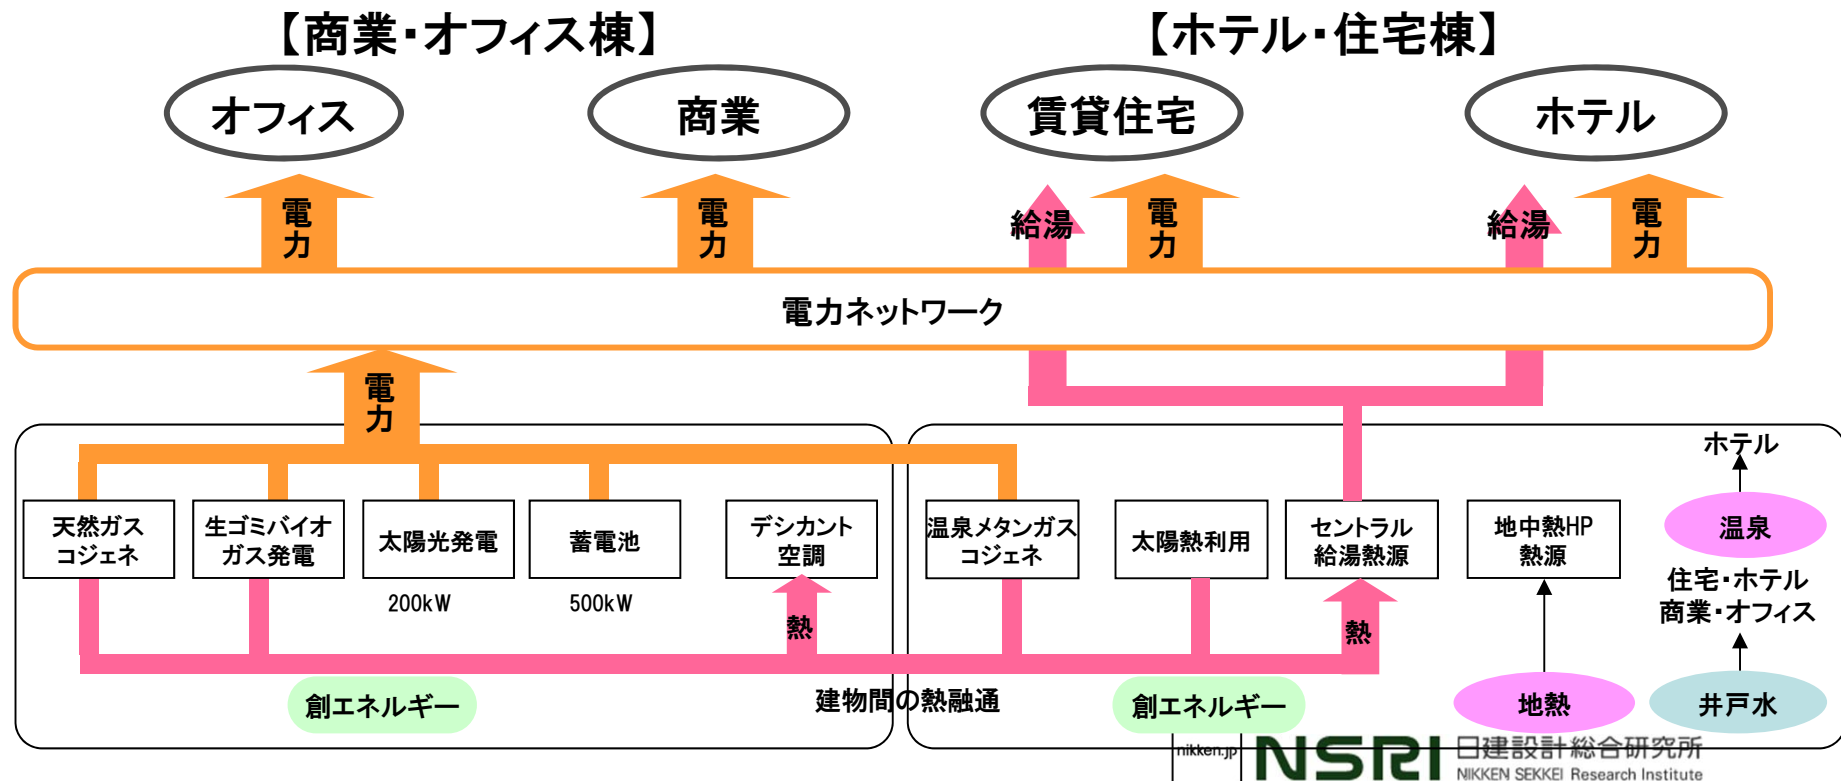 【商業・オフィス棟】
【ホテル・住宅棟】
オフィス
商業
賃貸住宅
ホテル
電
力
電
力
給湯
電
力
給湯
電
力
電力ネットワーク
電
力
天然ガス
コジェネ
生ゴミバイオ
ガス発電
太陽光発電
200kW
蓄電池
500kW
デシカント
空調
温泉メタンガス
コジェネ
太陽熱利用
セントラル
給湯熱源
地中熱HP
熱源
ホテル
温泉
住宅・ホテル
商業・オフィス
熱
熱
創エネルギー
建物間の熱融通
創エネルギー
地熱
井戸水
nikken.jp
NSRI
日建設計総合研究所
NIKKEN SEKKEI Research Institute